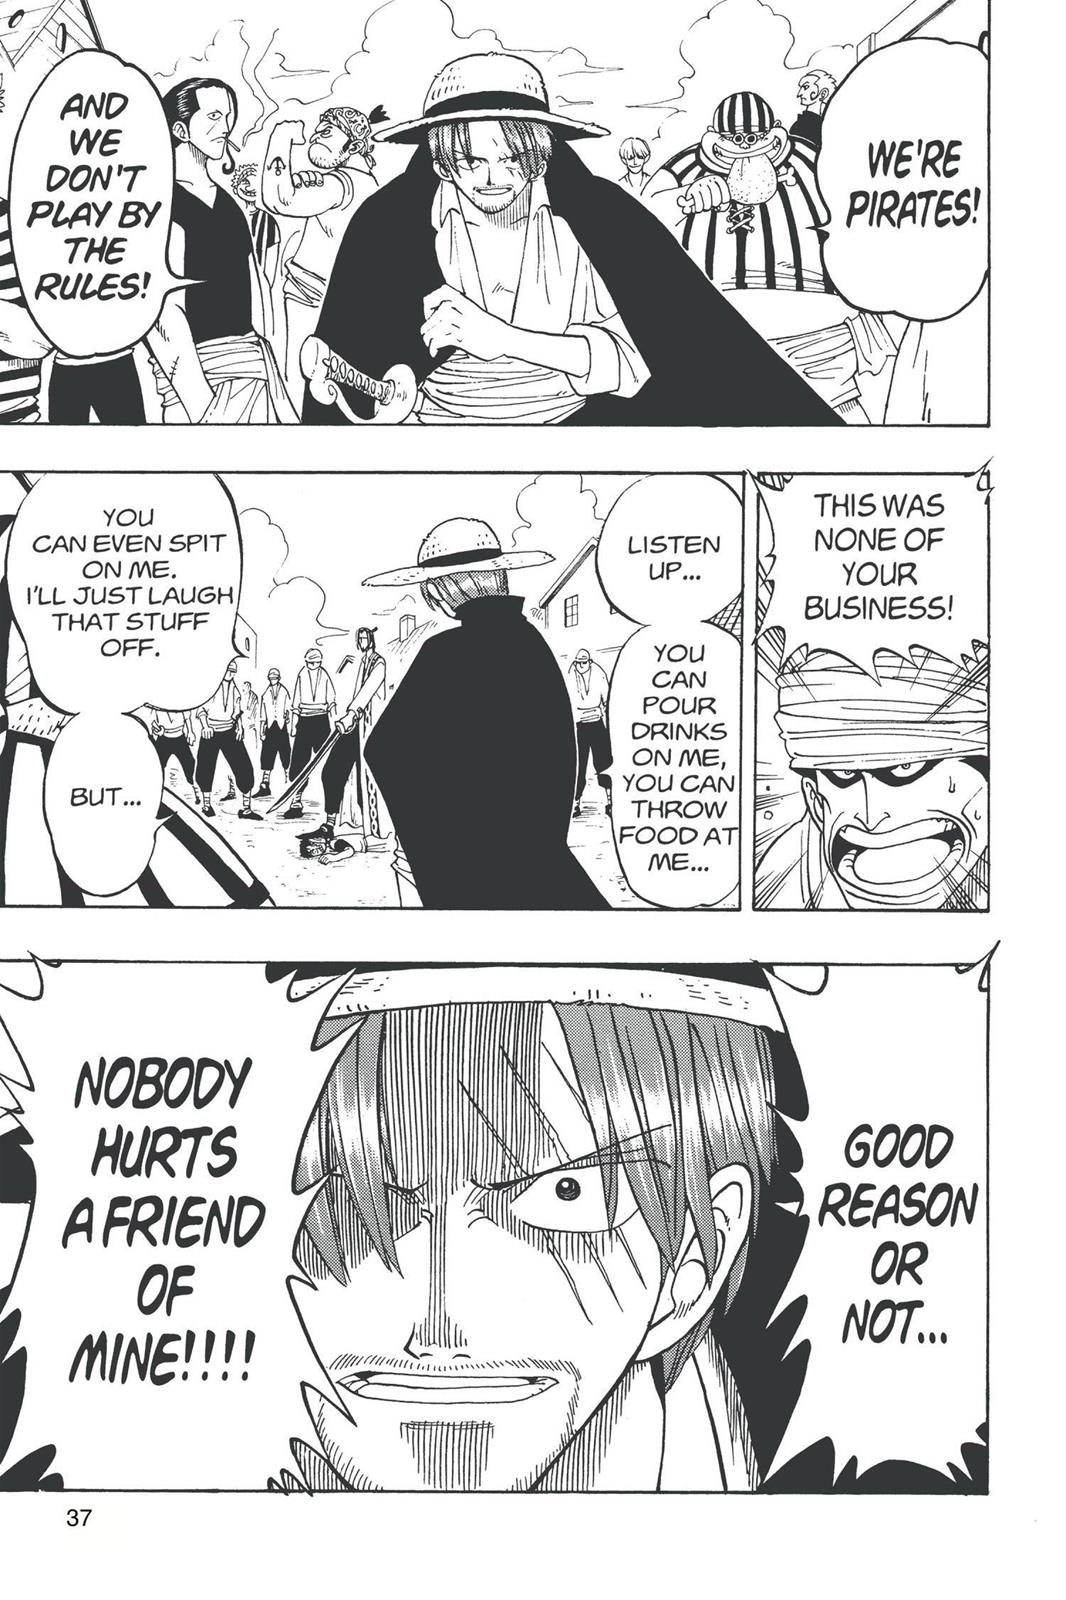 WE'RE
PIRATES!
AND
WE
DON'T
PLAY BY
THE
RULES!
THIS WAS
NONE OF
YOUR
BUSINESS!
LISTEN
UP...
YOU
CAN
POUR
DRINKS
ON ME,
YOU CAN
THROW
FOOD AT
ME...
YOU
CAN EVEN SPIT
ON ME.
I'LL JUST LAUGH
THAT STUFF
OFF.
BUT...
GOOD
REASON
OR
NOT...
NOBODY
HURTS
A FRIEND
OF
MINE!!!!
37